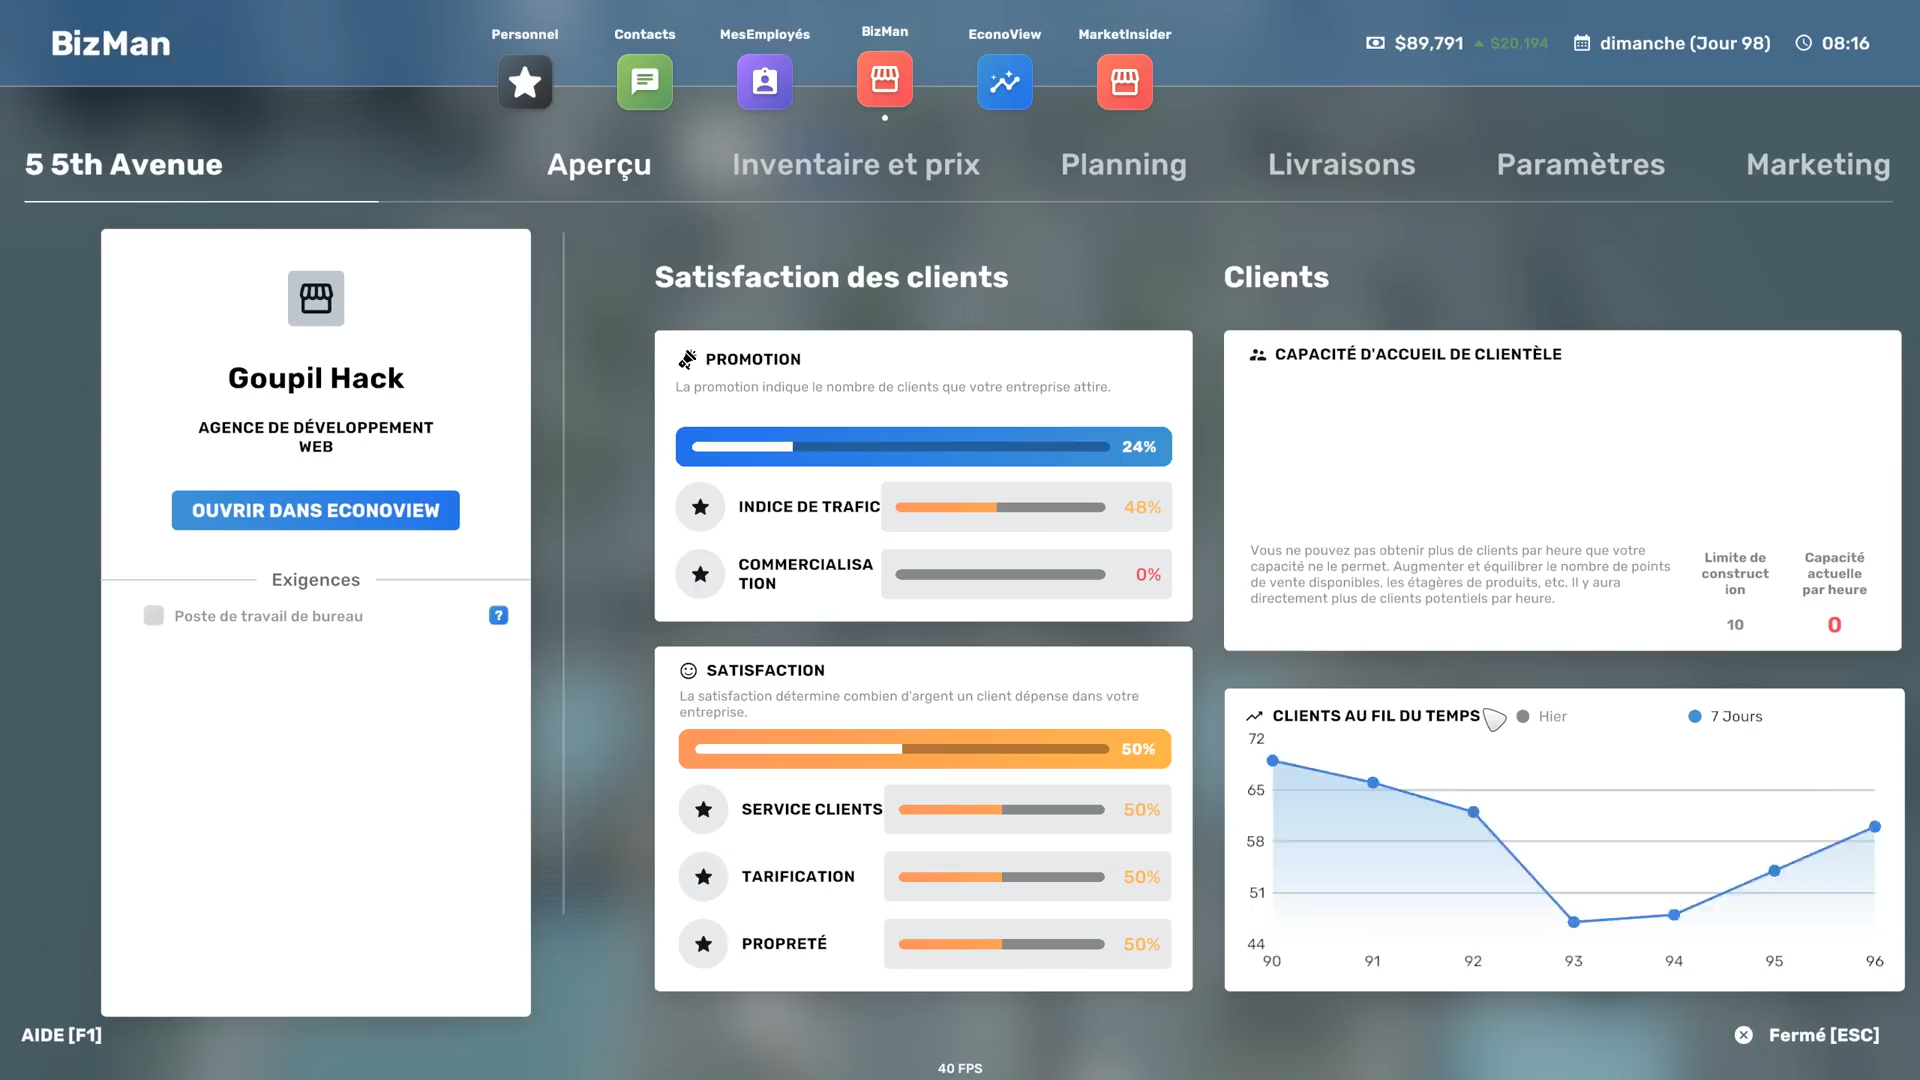 BizMan
Personnel
Contacts
MesEmployés
BizMan
EconoView
MarketInsider
$89,791
$20,194
dimanche (Jour 98)
08:16
5 5th Avenue
Aperçu
Inventaire et prix
Planning
Livraisons
Paramètres
Marketing
Goupil Hack
AGENCE DE DÉVELOPPEMENT
WEB
OUVRIR DANS ECONOVIEW
Exigences
Poste de travail de bureau
?
Satisfaction des clients
PROMOTION
La promotion indique le nombre de clients que votre entreprise attire.
24%
INDICE DE TRAFIC
48%
COMMERCIALISA
TION
0%
SATISFACTION
La satisfaction détermine combien d'argent un client dépense dans votre
entreprise.
50%
SERVICE CLIENTS
50%
TARIFICATION
50%
PROPRETÉ
50%
Clients
CAPACITÉ D'ACCUEIL DE CLIENTÈLE
Vous ne pouvez pas obtenir plus de clients par heure que votre
capacité ne le permet. Augmenter et équilibrer le nombre de points
de vente disponibles, les étagères de produits, etc. Il y aura
directement plus de clients potentiels par heure.
Limite de
construct
ion
10
Capacité
actuelle
par heure
0
CLIENTS AU FIL DU TEMPS
Hier
7 Jours
72
65
58
51
44
90
91
92
93
94
95
96
AIDE [F1]
Fermé [ESC]
40 FPS